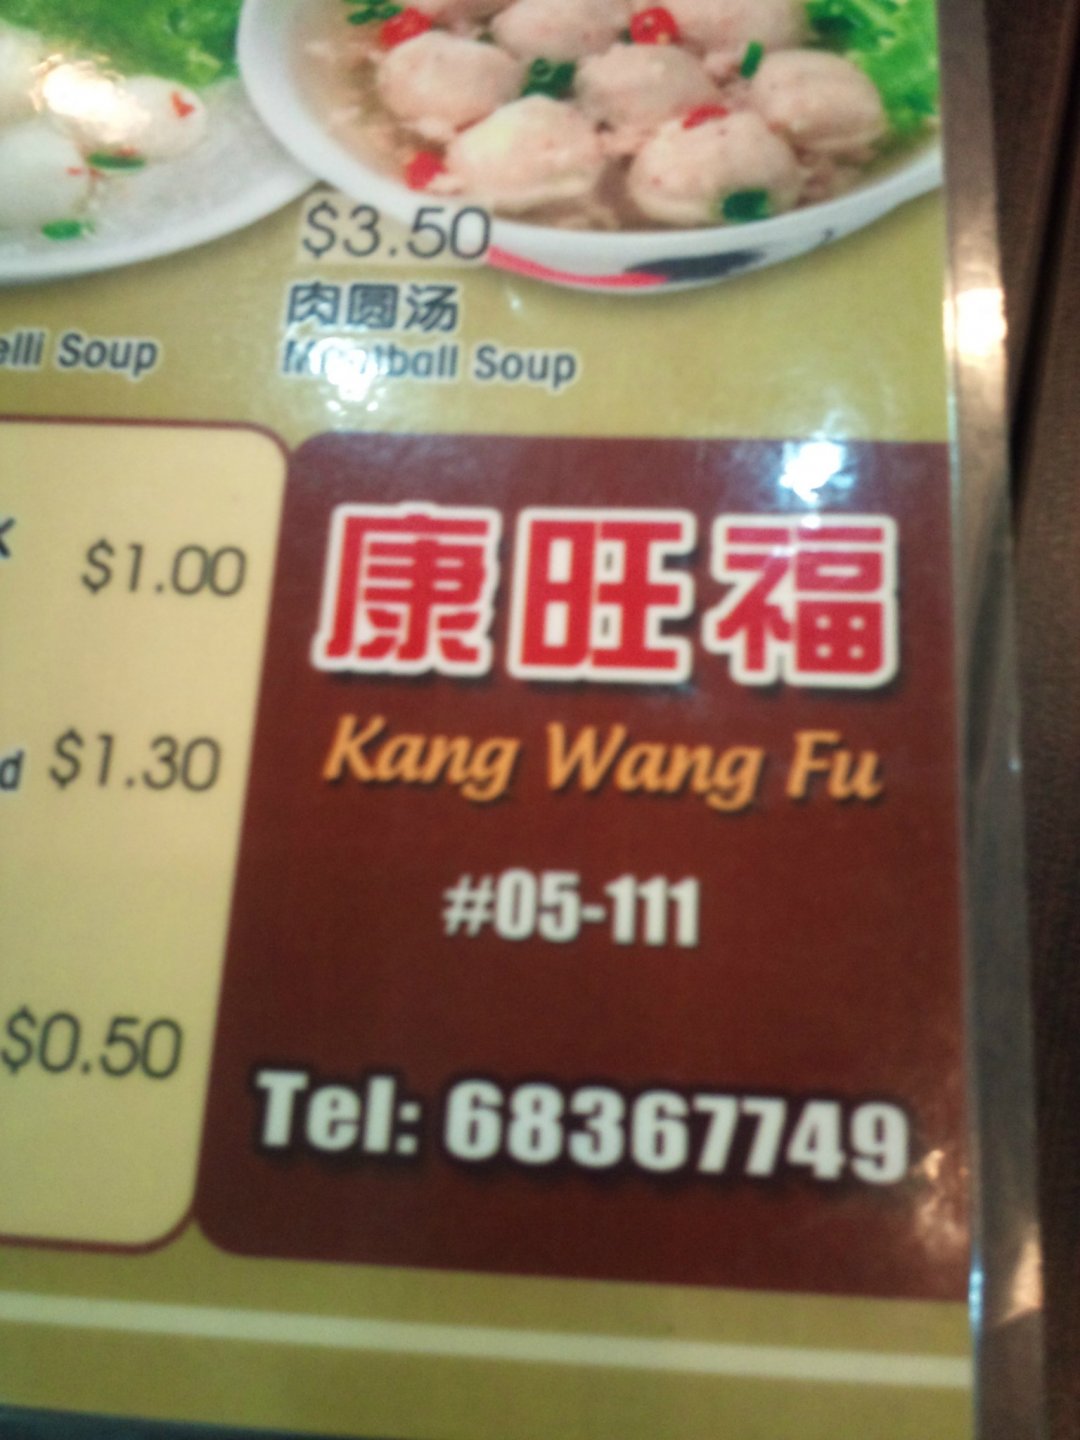 $3.50
肉圆汤
Soup
Meatball Soup
$1.00
$1.30
$0.50
康旺福
Kang Wang Fu
#05-111
Tel: 68367749